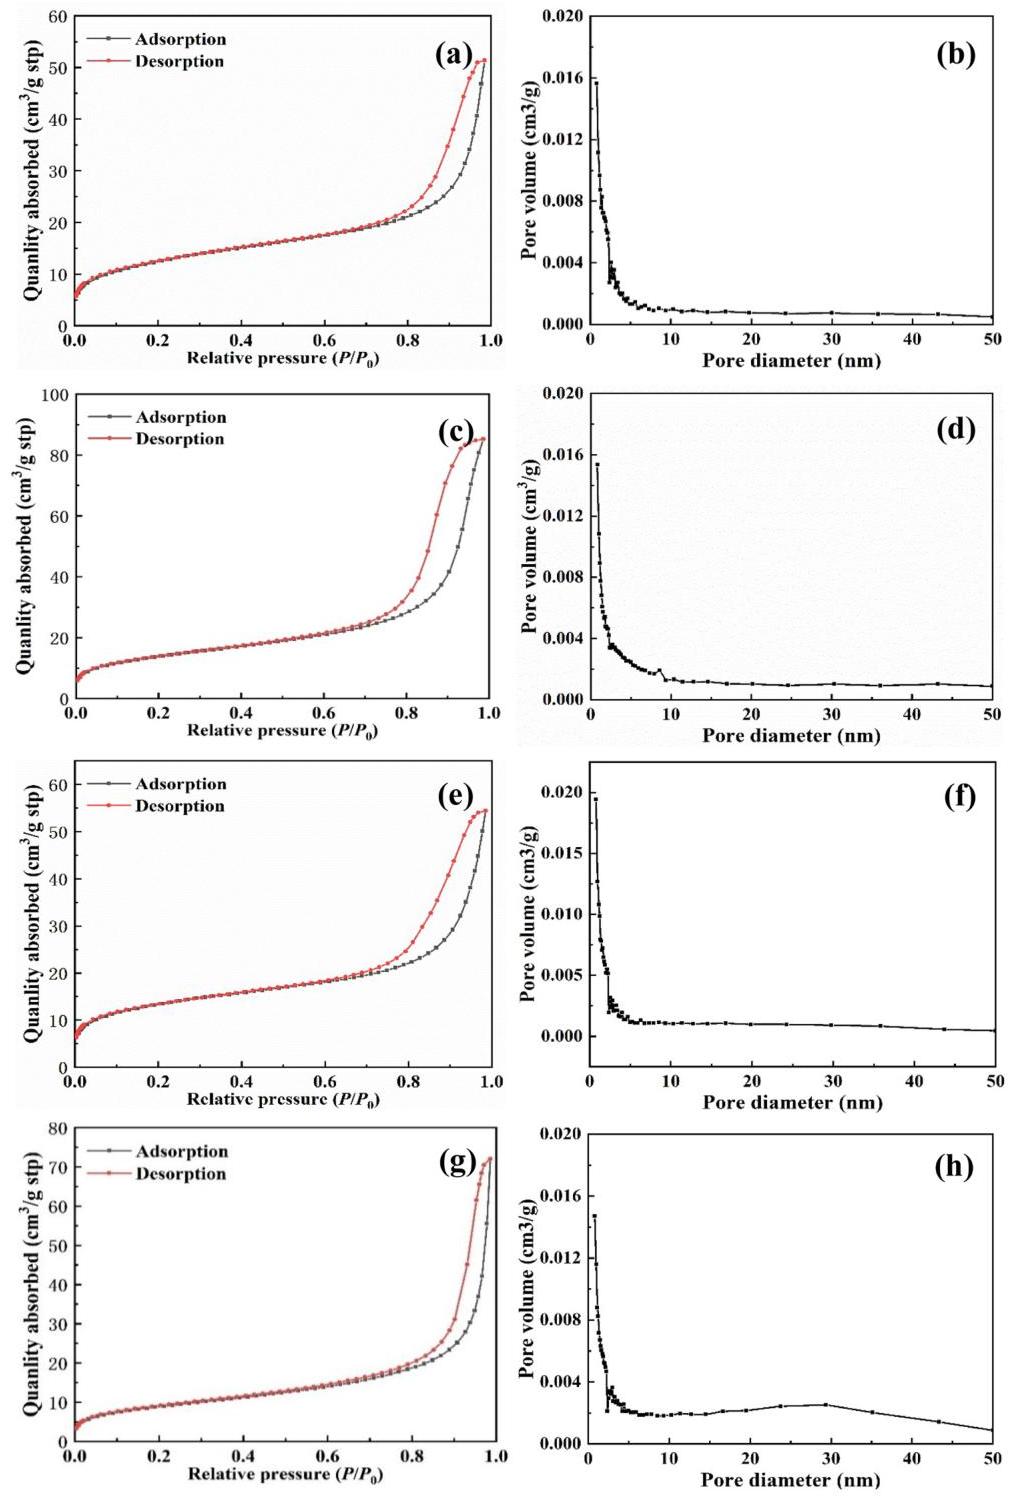 (a)
Adsorption
Desorption
60
50
40
30
20
10
0
Quanlity absorbed (cm³/g stp)
0.0 0.2 0.4 0.6 0.8 1.0
Relative pressure (P/P₀)
(b)
0.020
0.016
0.012
0.008
0.004
0.000
Pore volume (cm3/g)
0 10 20 30 40 50
Pore diameter (nm)
(c)
Adsorption
Desorption
100
80
60
40
20
0
Quanlity absorbed (cm³/g stp)
0.0 0.2 0.4 0.6 0.8 1.0
Relative pressure (P/P₀)
(d)
0.020
0.016
0.012
0.008
0.004
0.000
Pore volume (cm³/g)
0 10 20 30 40 50
Pore diameter (nm)
(e)
Adsorption
Desorption
60
50
40
30
20
10
0
Quanlity absorbed (cm³/g stp)
0.0 0.2 0.4 0.6 0.8 1.0
Relative pressure (P/P₀)
(f)
0.020
0.015
0.010
0.005
0.000
Pore volume (cm3/g)
0 10 20 30 40 50
Pore diameter (nm)
(g)
Adsorption
Desorption
80
70
60
50
40
30
20
10
0
Quanlity absorbed (cm³/g stp)
0.0 0.2 0.4 0.6 0.8 1.0
Relative pressure (P/P₀)
(h)
0.020
0.016
0.012
0.008
0.004
0.000
Pore volume (cm3/g)
0 10 20 30 40 50
Pore diameter (nm)